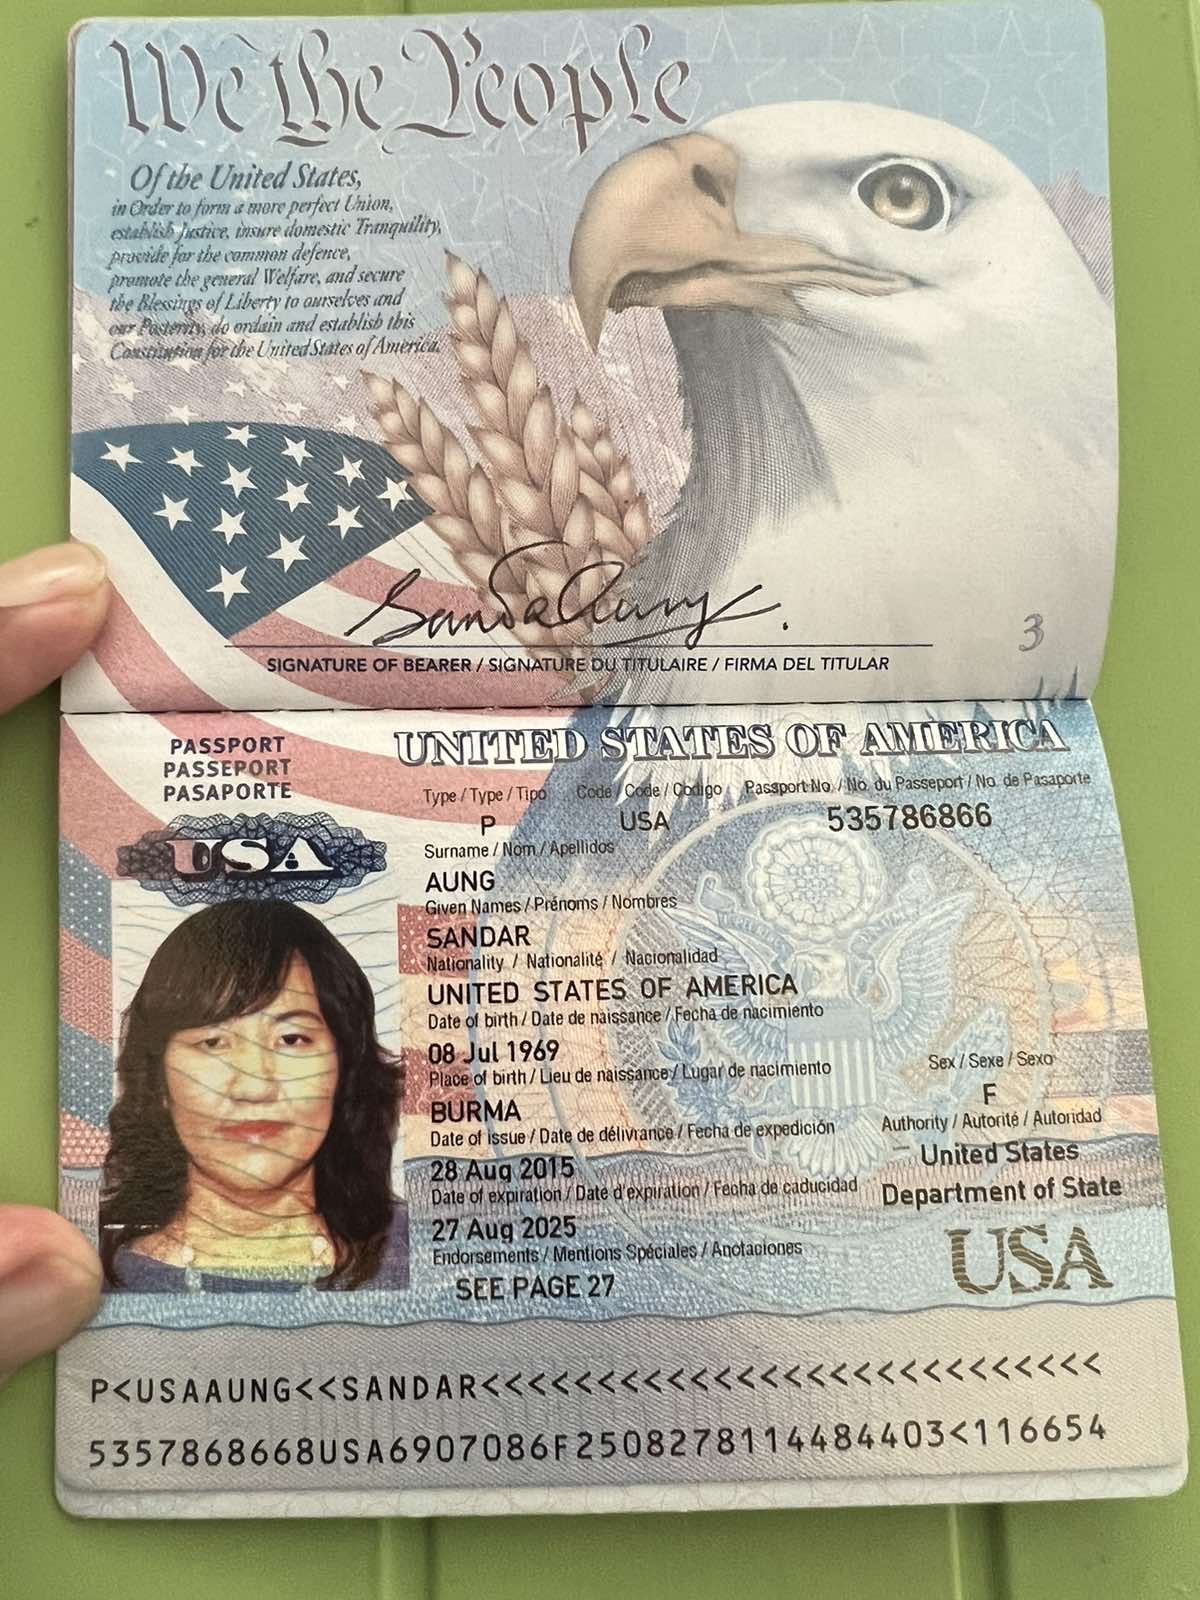 We the People
Of the United States,
in Order to form a more perfect Union,
establish Justice, insure domestic Tranquility,
provide for the common defence,
promote the general Welfare, and secure
the Blessings of Liberty to ourselves and
our Posterity, do ordain and establish this
Constitution for the United States of America.
Sanda Aung
SIGNATURE OF BEARER / SIGNATURE DU TITULAIRE / FIRMA DEL TITULAR
3
PASSPORT
PASSEPORT
PASAPORTE
USA
UNITED STATES OF AMERICA
Type / Type / Tipo Code / Code / Codigo Passport No. / No. du Passeport / No. de Pasaporte
P USA 535786866
Surname / Nom / Apellidos
AUNG
Given Names / Prénoms / Nombres
SANDAR
Nationality / Nationalité / Nacionalidad
UNITED STATES OF AMERICA
Date of birth / Date de naissance / Fecha de nacimiento
08 Jul 1969
Place of birth / Lieu de naissance / Lugar de nacimiento
Sex / Sexe / Sexo
BURMA
F
Date of issue / Date de délivrance / Fecha de expedición
Authority / Autorité / Autoridad
28 Aug 2015
United States
Date of expiration / Date d'expiration / Fecha de caducidad
Department of State
27 Aug 2025
Endorsements / Mentions Spéciales / Anotaciones
SEE PAGE 27
USA
P<USAAUNG<<SANDAR<<<<<<<<<<<<<<<<<<<<<<<<<<<
5357868668USA6907086F2508278114484403<116654